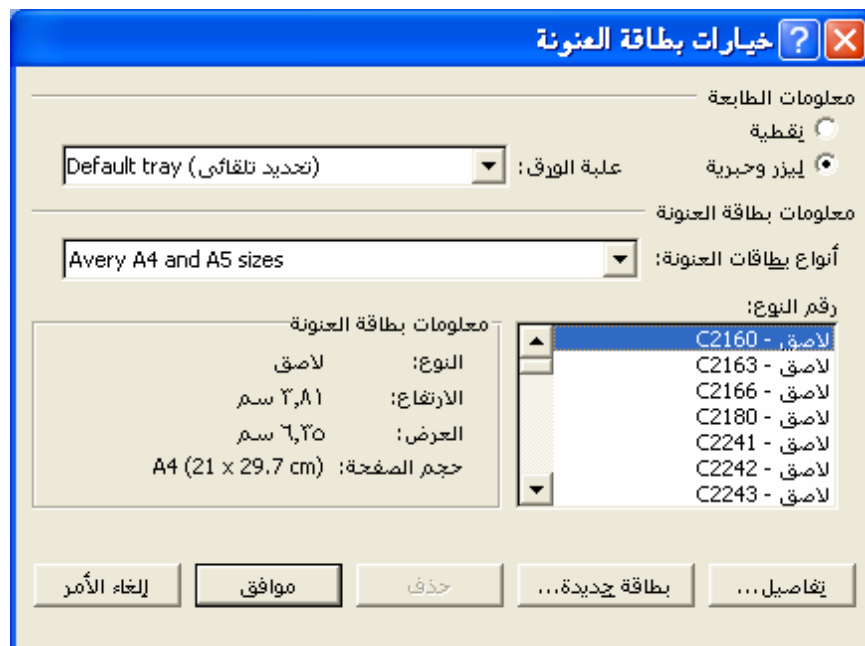 خيارات بطاقة العنونة
معلومات الطابعة
نقطية
ليزر وحبرية
علبة الورق: Default tray (تحديد تلقائي)
معلومات بطاقة العنونة
أنواع بطاقات العنونة: Avery A4 and A5 sizes
رقم النوع:
لاصق - C2160
لاصق - C2163
لاصق - C2166
لاصق - C2180
لاصق - C2241
لاصق - C2242
لاصق - C2243
معلومات بطاقة العنونة
النوع: لاصق
الارتفاع: ٣,٨١ سم
العرض: ٦,٣٥ سم
حجم الصفحة: A4 (21 x 29.7 cm)
تفاصيل...
بطاقة جديدة...
حذف
موافق
إلغاء الأمر